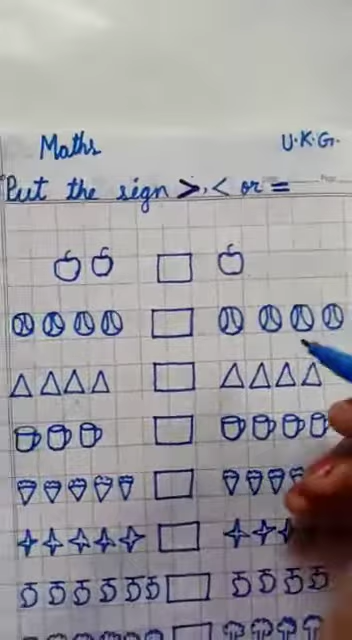 Maths
U.K.G.
Put the sign >, < or =